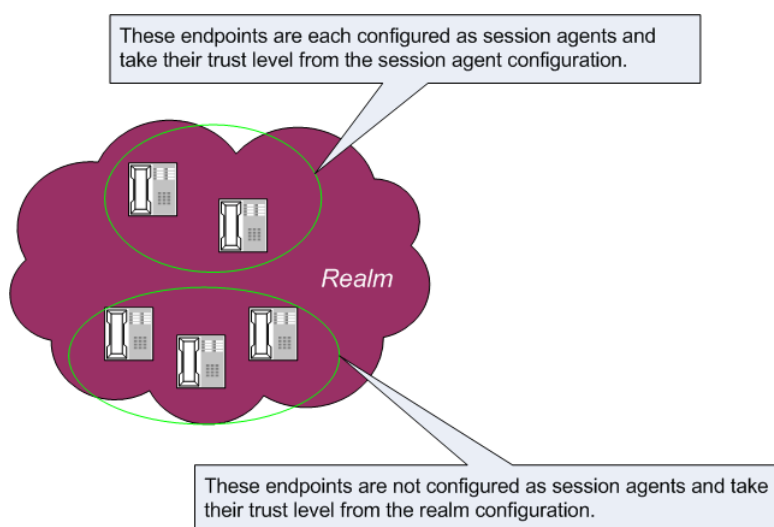 These endpoints are each configured as session agents and
take their trust level from the session agent configuration.
Realm
These endpoints are not configured as session agents and take
their trust level from the realm configuration.